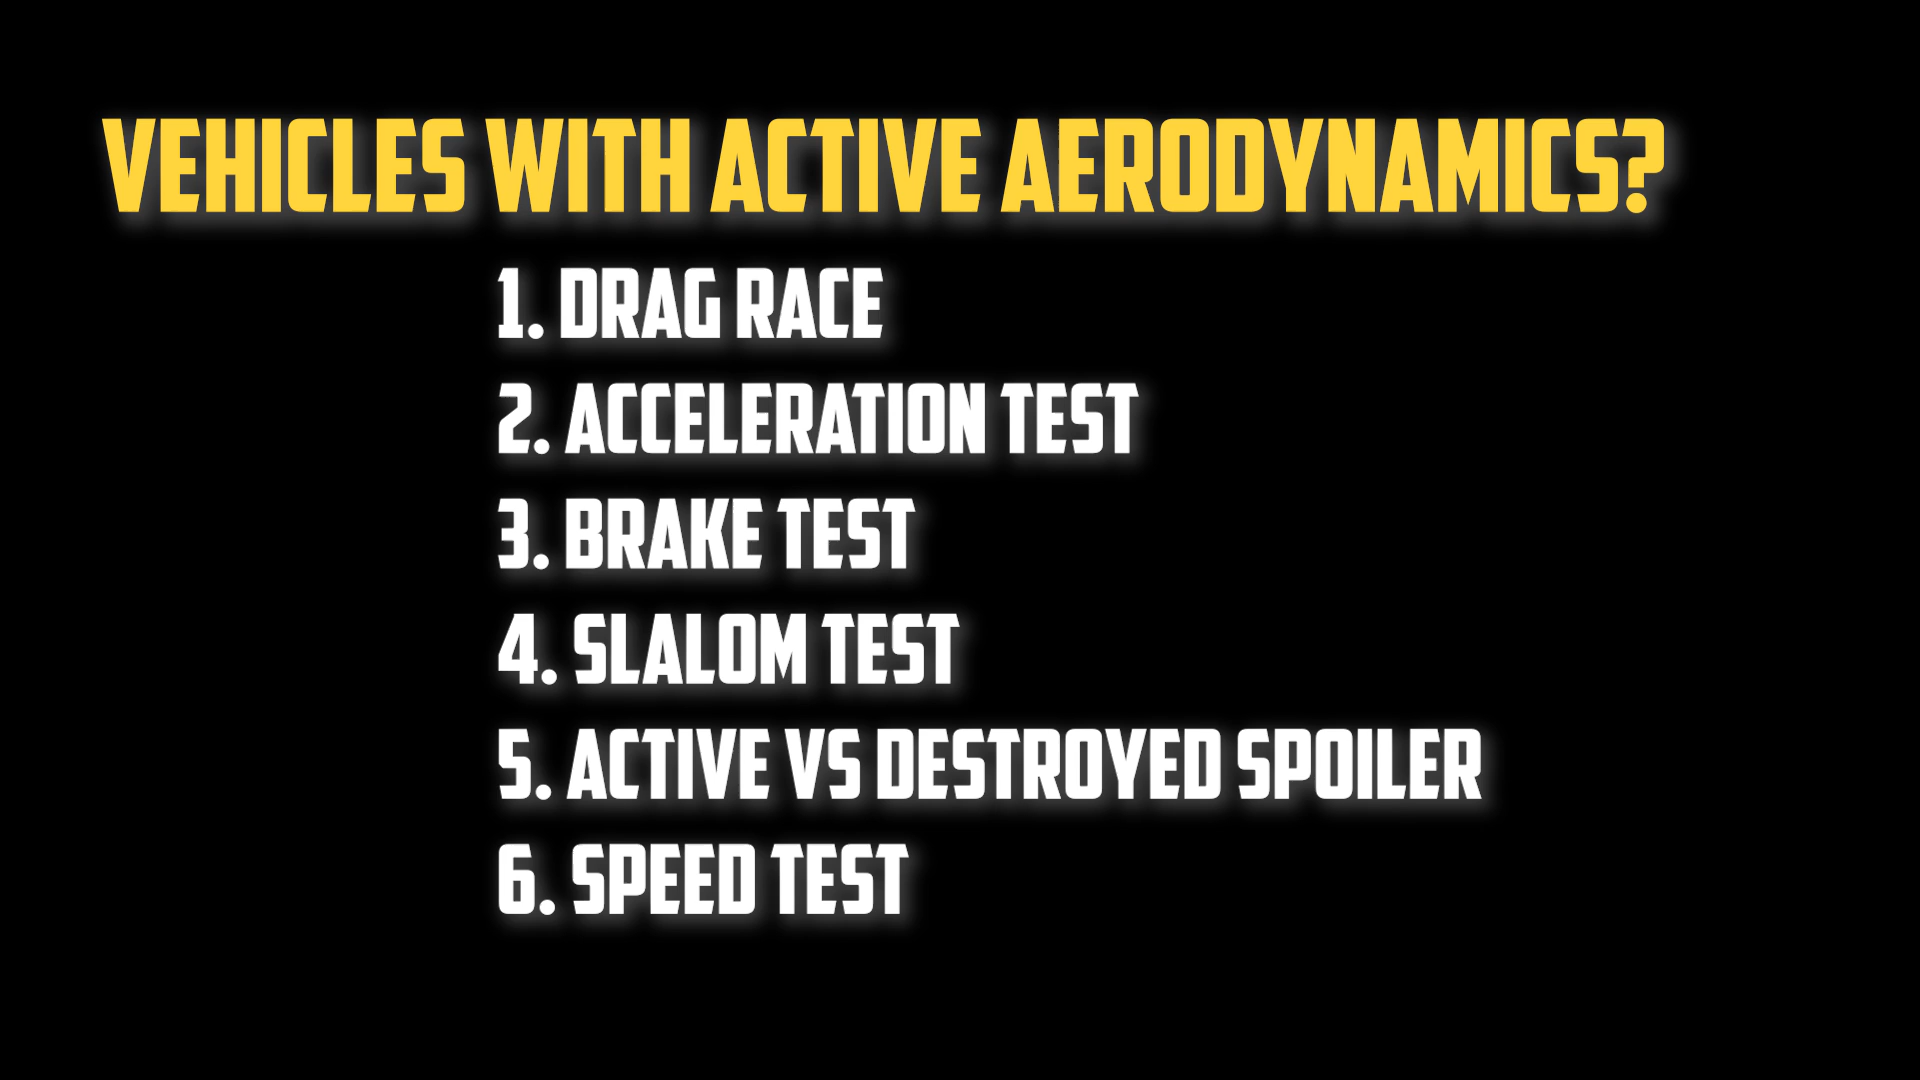 VEHICLES WITH ACTIVE AERODYNAMICS?
1. DRAG RACE
2. ACCELERATION TEST
3. BRAKE TEST
4. SLALOM TEST
5. ACTIVE VS DESTROYED SPOILER
6. SPEED TEST